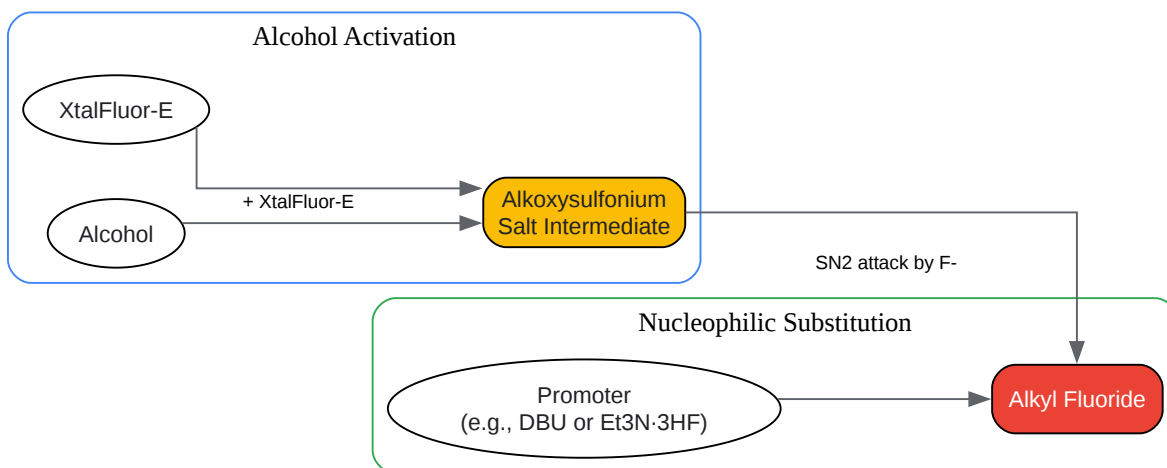 Alcohol Activation
XtalFluor-E
+ XtalFluor-E
Alcohol
Alkoxysulfonium
Salt Intermediate
SN2 attack by F-
Nucleophilic Substitution
Promoter
(e.g., DBU or Et3N·3HF)
Alkyl Fluoride